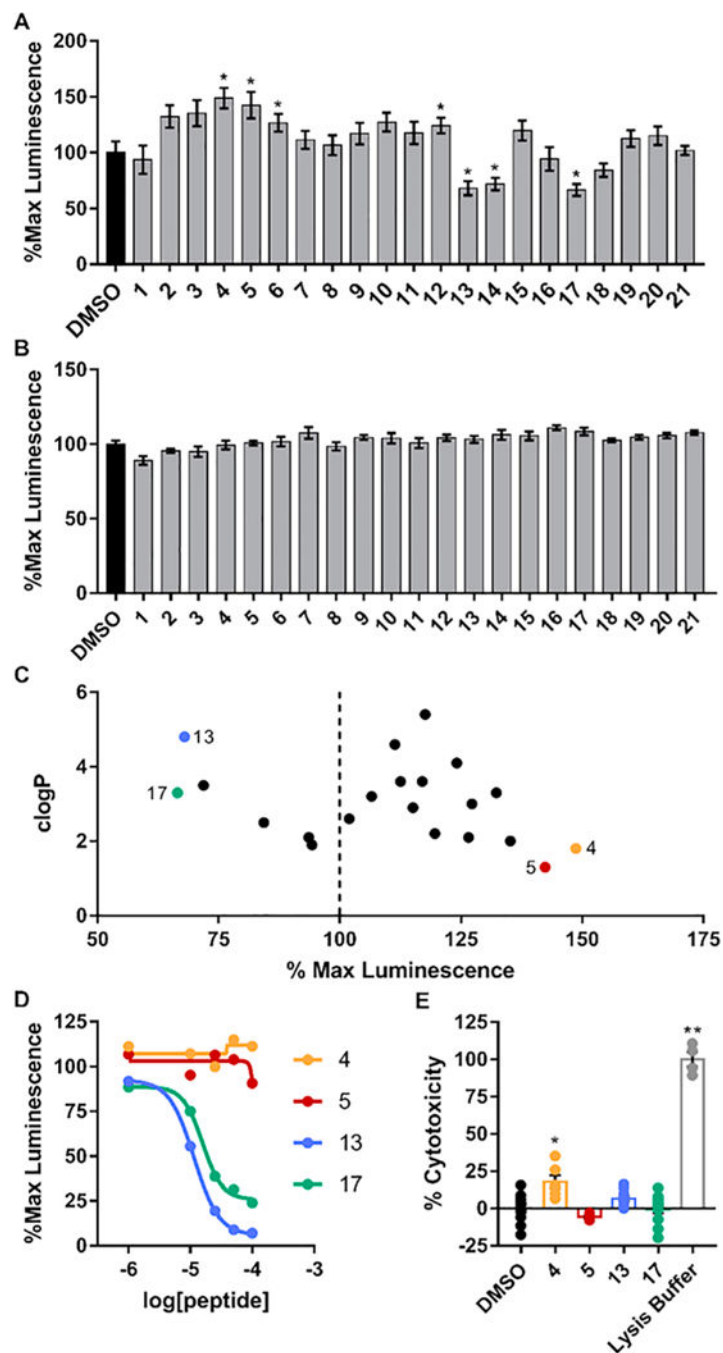 A
%Max Luminescence
200
150
100
50
0
* * * * * * *
DMSO 1 2 3 4 5 6 7 8 9 10 11 12 13 14 15 16 17 18 19 20 21
B
%Max Luminescence
150
100
50
0
DMSO 1 2 3 4 5 6 7 8 9 10 11 12 13 14 15 16 17 18 19 20 21
C
clogP
6
4
2
0
13
17
5
4
50 75 100 125 150 175
% Max Luminescence
D
%Max Luminescence
125
100
75
50
25
0
4
5
13
17
-6 -5 -4 -3
log[peptide]
E
% Cytotoxicity
125
100
75
50
25
0
-25
* **
DMSO 4 5 13 17 Lysis Buffer